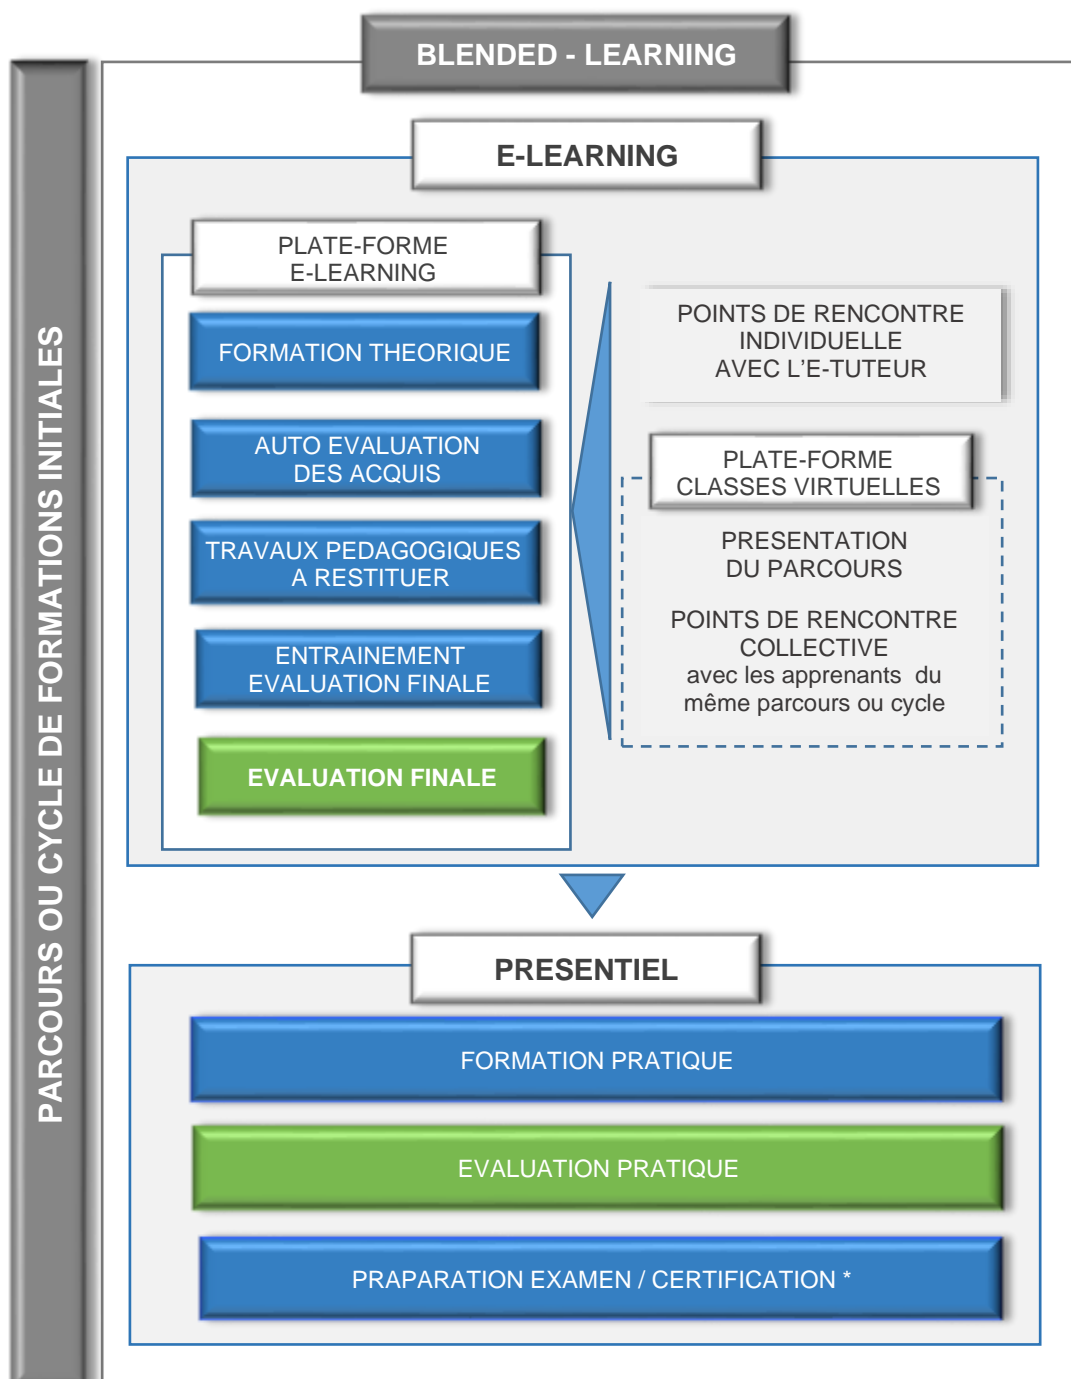 BLENDED - LEARNING
PARCOURS OU CYCLE DE FORMATIONS INITIALES
E-LEARNING
PLATE-FORME
E-LEARNING
FORMATION THEORIQUE
AUTO EVALUATION
DES ACQUIS
TRAVAUX PEDAGOGIQUES
A RESTITUER
ENTRAINEMENT
EVALUATION FINALE
EVALUATION FINALE
POINTS DE RENCONTRE
INDIVIDUELLE
AVEC L'E-TUTEUR
PLATE-FORME
CLASSES VIRTUELLES
PRESENTATION
DU PARCOURS
POINTS DE RENCONTRE
COLLECTIVE
avec les apprenants du
même parcours ou cycle
PRESENTIEL
FORMATION PRATIQUE
EVALUATION PRATIQUE
PRAPARATION EXAMEN / CERTIFICATION *